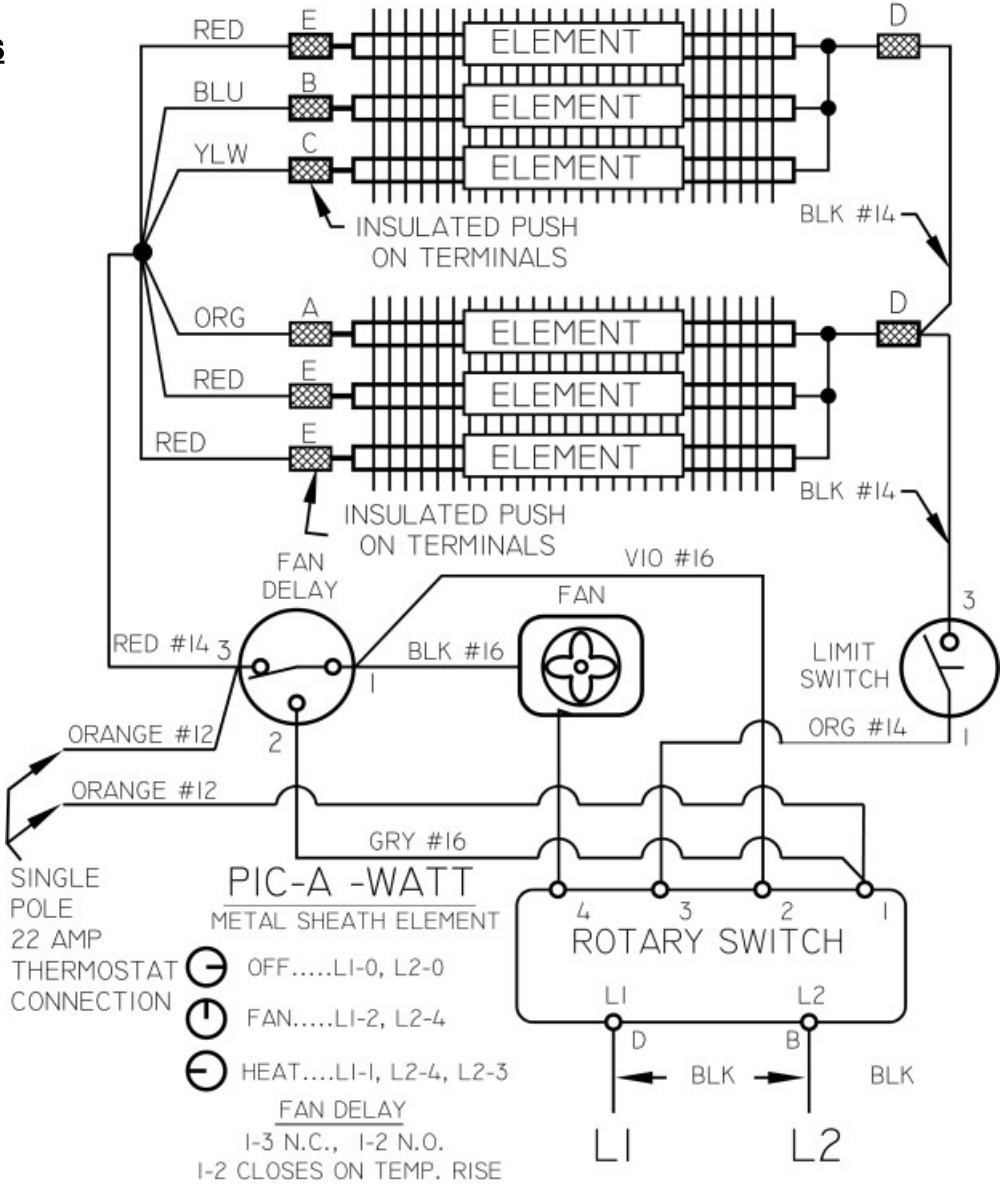 S
RED E ELEMENT D
BLU B ELEMENT
YLW C ELEMENT
BLK #14
INSULATED PUSH
ON TERMINALS
ORG A ELEMENT D
RED E ELEMENT
RED E ELEMENT
BLK #14
INSULATED PUSH
ON TERMINALS
FAN
DELAY
VIO #16
FAN
3
RED #14 3
BLK #16
1
LIMIT
SWITCH
ORANGE #12
2
ORG #14
1
ORANGE #12
GRY #16
SINGLE
POLE
22 AMP
THERMOSTAT
CONNECTION
PIC-A -WATT
METAL SHEATH ELEMENT
4 3 2 1
ROTARY SWITCH
L1 L2
D B
OFF.....L1-0, L2-0
FAN.....L1-2, L2-4
HEAT....L1-1, L2-4, L2-3
BLK BLK
FAN DELAY
1-3 N.C., 1-2 N.O.
1-2 CLOSES ON TEMP. RISE
L1 L2